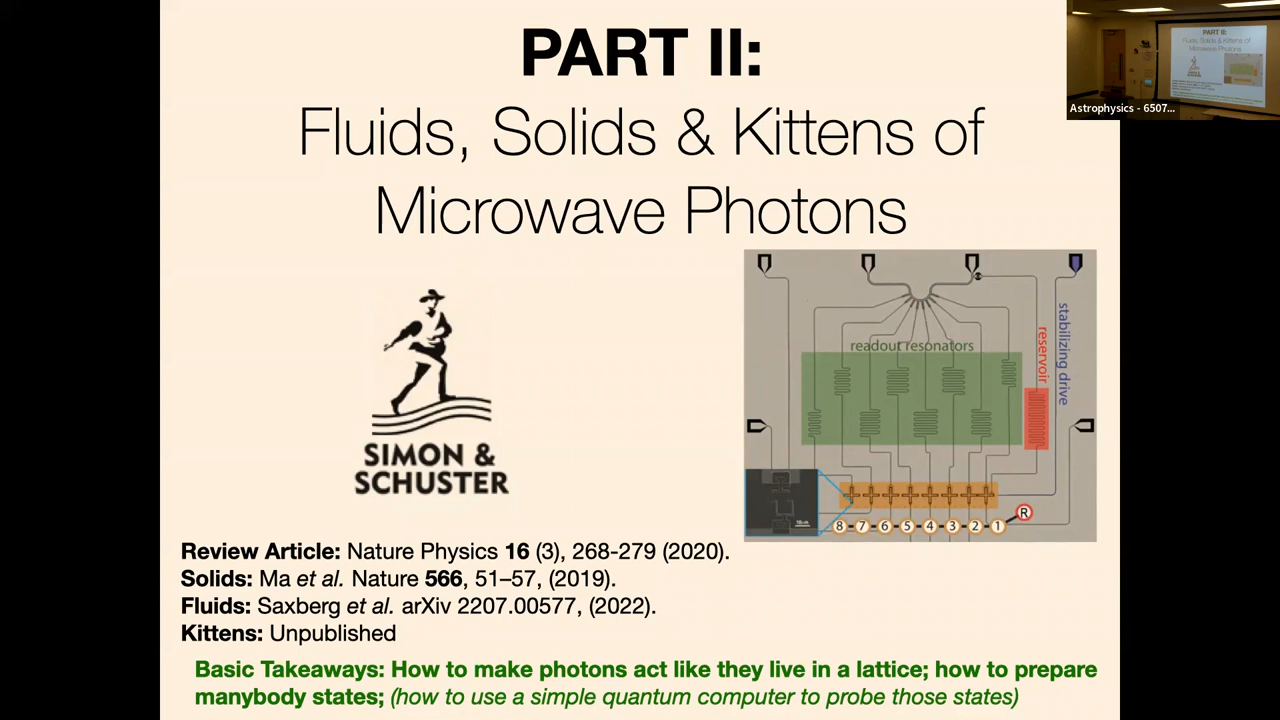 PART II:
Fluids, Solids & Kittens of
Microwave Photons
Astrophysics - 6507...
SIMON &
SCHUSTER
readout resonators
reservoir
stabilizing drive
8 7 6 5 4 3 2 1 R
Review Article: Nature Physics 16 (3), 268-279 (2020).
Solids: Ma et al. Nature 566, 51–57, (2019).
Fluids: Saxberg et al. arXiv 2207.00577, (2022).
Kittens: Unpublished
Basic Takeaways: How to make photons act like they live in a lattice; how to prepare
manybody states; (how to use a simple quantum computer to probe those states)